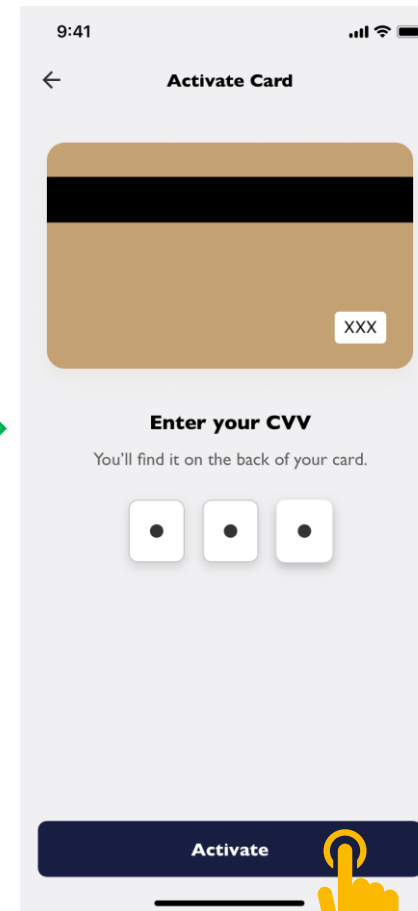 9:41
Activate Card
XXX
Enter your CVV
You'll find it on the back of your card.
Activate